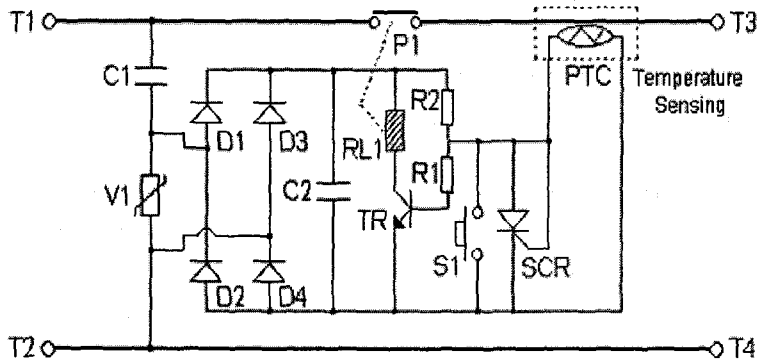 T1
P1
T3
C1
PTC
Temperature
Sensing
R2
D1
D3
RL1
R1
V1
C2
TR
S1
SCR
D2
D4
T2
T4